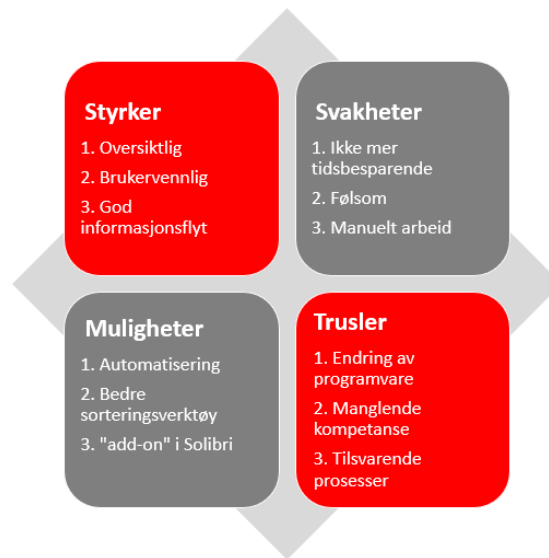 Styrker
1. Oversiktlig
2. Brukervennlig
3. God
informasjonsflyt
Svakheter
1. Ikke mer
tidsbesparende
2. Følsom
3. Manuelt arbeid
Muligheter
1. Automatisering
2. Bedre
sorteringsverktøy
3. "add-on" i Solibri
Trusler
1. Endring av
programvare
2. Manglende
kompetanse
3. Tilsvarende
prosesser